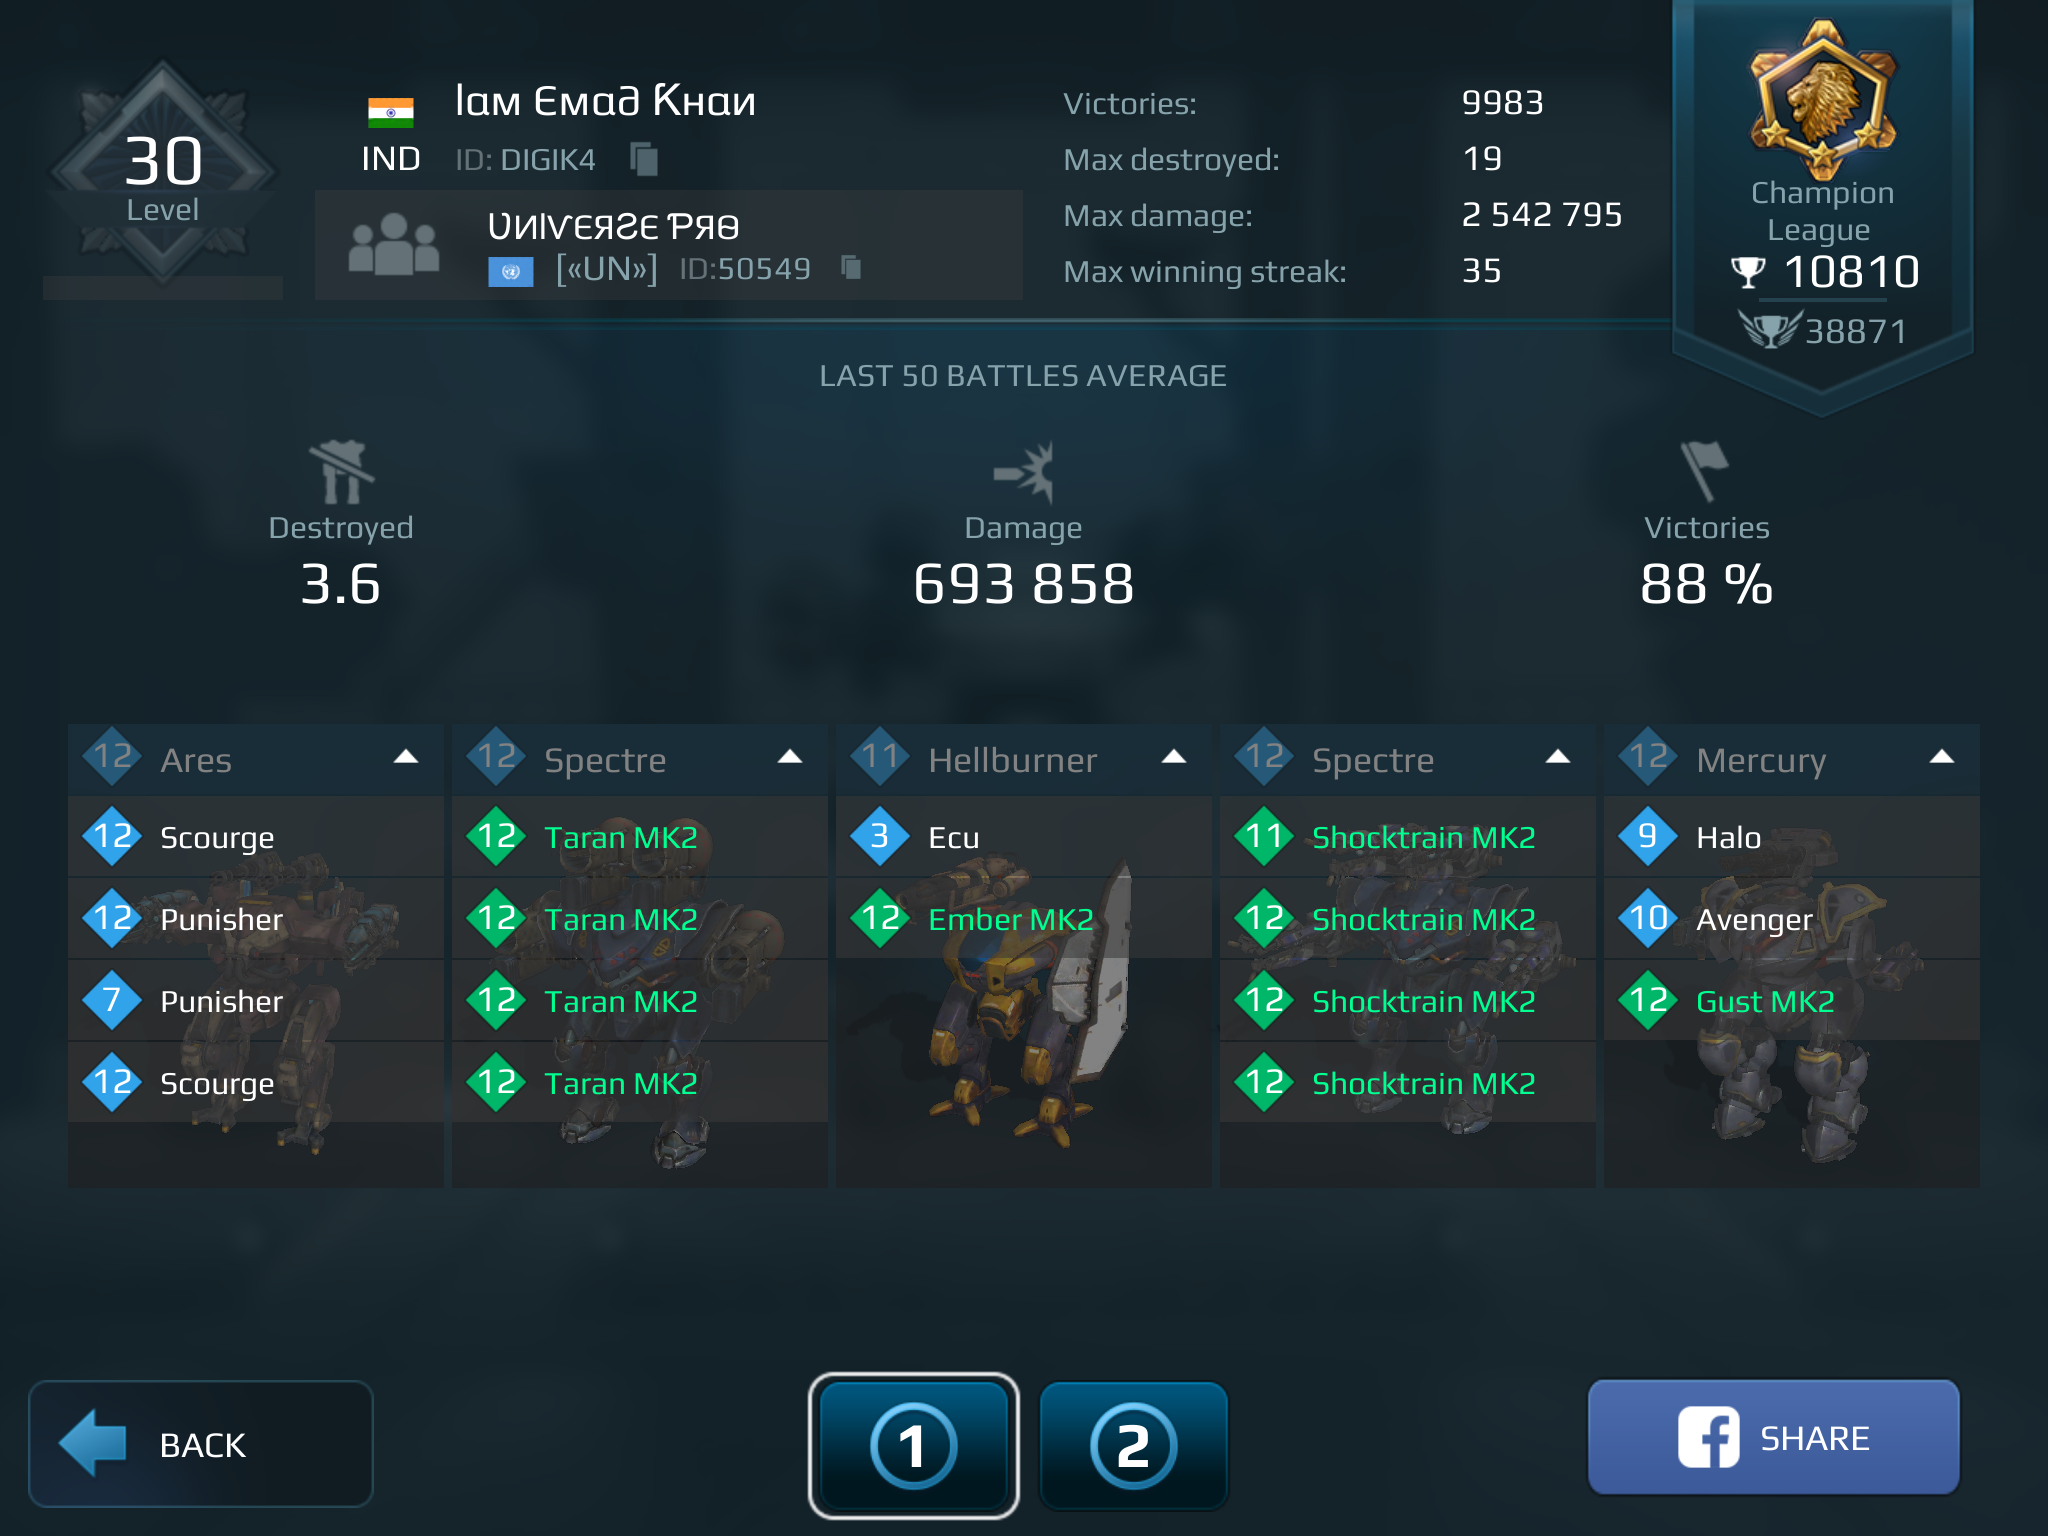 30
Level
IND
Iαм Ємα∂ Ƙнαи
ID: DIGIK4
ƲИIѴЄЯƧЄ ƤЯѲ
[«UN»] ID:50549
Victories: 9983
Max destroyed: 19
Max damage: 2 542 795
Max winning streak: 35
Champion
League
10810
38871
LAST 50 BATTLES AVERAGE
Destroyed
3.6
Damage
693 858
Victories
88 %
12 Ares
12 Scourge
12 Punisher
7 Punisher
12 Scourge
12 Spectre
12 Taran MK2
12 Taran MK2
12 Taran MK2
12 Taran MK2
11 Hellburner
3 Ecu
12 Ember MK2
12 Spectre
11 Shocktrain MK2
12 Shocktrain MK2
12 Shocktrain MK2
12 Shocktrain MK2
12 Mercury
9 Halo
10 Avenger
12 Gust MK2
BACK
1
2
SHARE